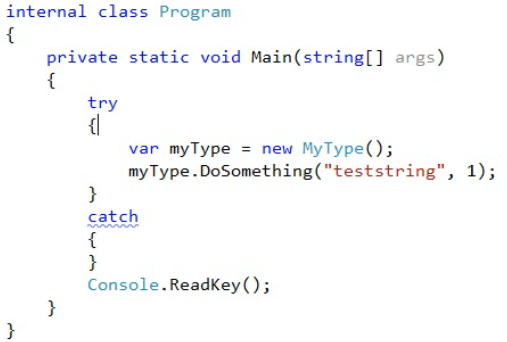 internal class Program
{
    private static void Main(string[] args)
    {
        try
        {
            var myType = new MyType();
            myType.DoSomething("teststring", 1);
        }
        catch
        {
        }
        Console.ReadKey();
    }
}